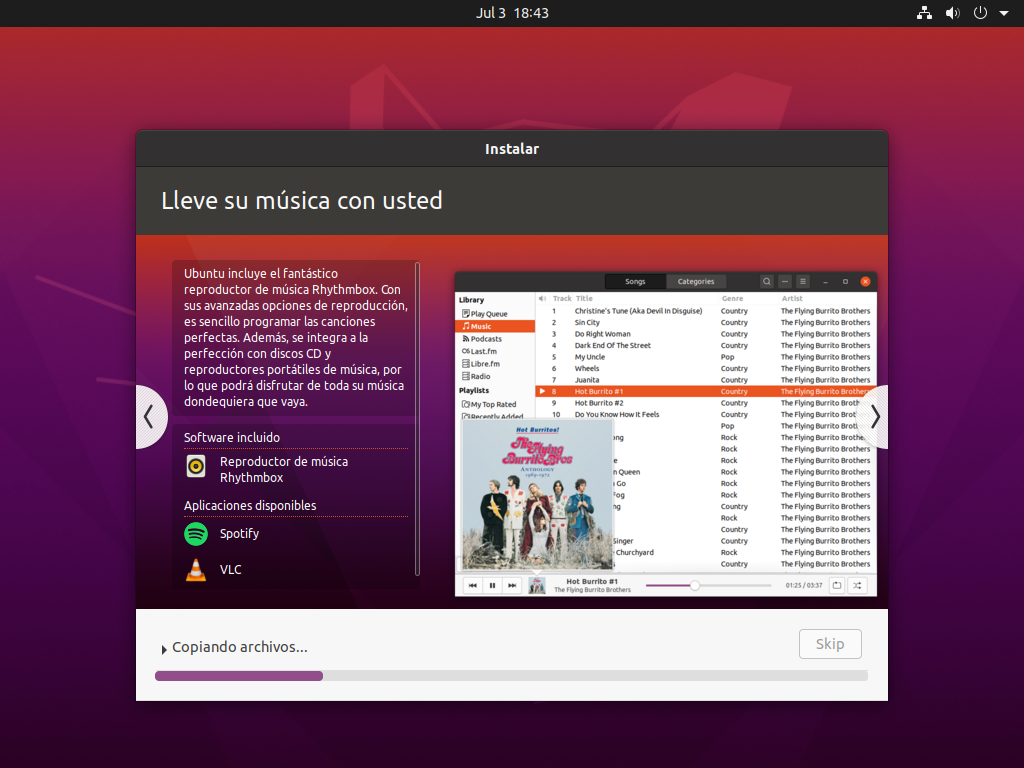 Jul 3 18:43
Instalar
Lleve su música con usted
Ubuntu incluye el fantástico
reproductor de música Rhythmbox. Con
sus avanzadas opciones de reproducción,
es sencillo programar las canciones
perfectas. Además, se integra a la
perfección con discos CD y
reproductores portátiles de música, por
lo que podrá disfrutar de toda su música
dondequiera que vaya.
Software incluido
Reproductor de música
Rhythmbox
Aplicaciones disponibles
Spotify
VLC
Songs Categories
Library
Play Queue
Music
Podcasts
Last.fm
Libre.fm
Radio
Playlists
My Top Rated
Recently Added
Track Title Genre Artist
1 Christine's Tune (Aka Devil In Disguise) Country The Flying Burrito Brothers
2 Sin City Country The Flying Burrito Brothers
3 Do Right Woman Country The Flying Burrito Brothers
4 Dark End Of The Street Country The Flying Burrito Brothers
5 My Uncle Pop The Flying Burrito Brothers
6 Wheels Country The Flying Burrito Brothers
7 Juanita Country The Flying Burrito Brothers
8 Hot Burrito #1 Country The Flying Burrito Brothers
9 Hot Burrito #2 Country The Flying Burrito Brothers
10 Do You Know How It Feels Country The Flying Burrito Brothers
Pop The Flying Burrito Brothers
ong Rock The Flying Burrito Brothers
Rock The Flying Burrito Brothers
e Country The Flying Burrito Brothers
n Queen Country The Flying Burrito Brothers
n Go Rock The Flying Burrito Brothers
Fog Rock The Flying Burrito Brothers
Country The Flying Burrito Brothers
Rock The Flying Burrito Brothers
Country The Flying Burrito Brothers
Singer Country The Flying Burrito Brothers
Churchyard Rock The Flying Burrito Brothers
Country The Flying Burrito Brothers
Hot Burritos!
The Flying
Burrito Bros
ANTHOLOGY
1969-1972
Hot Burrito #1
The Flying Burrito Brothers
01:25 / 03:37
Copiando archivos...
Skip